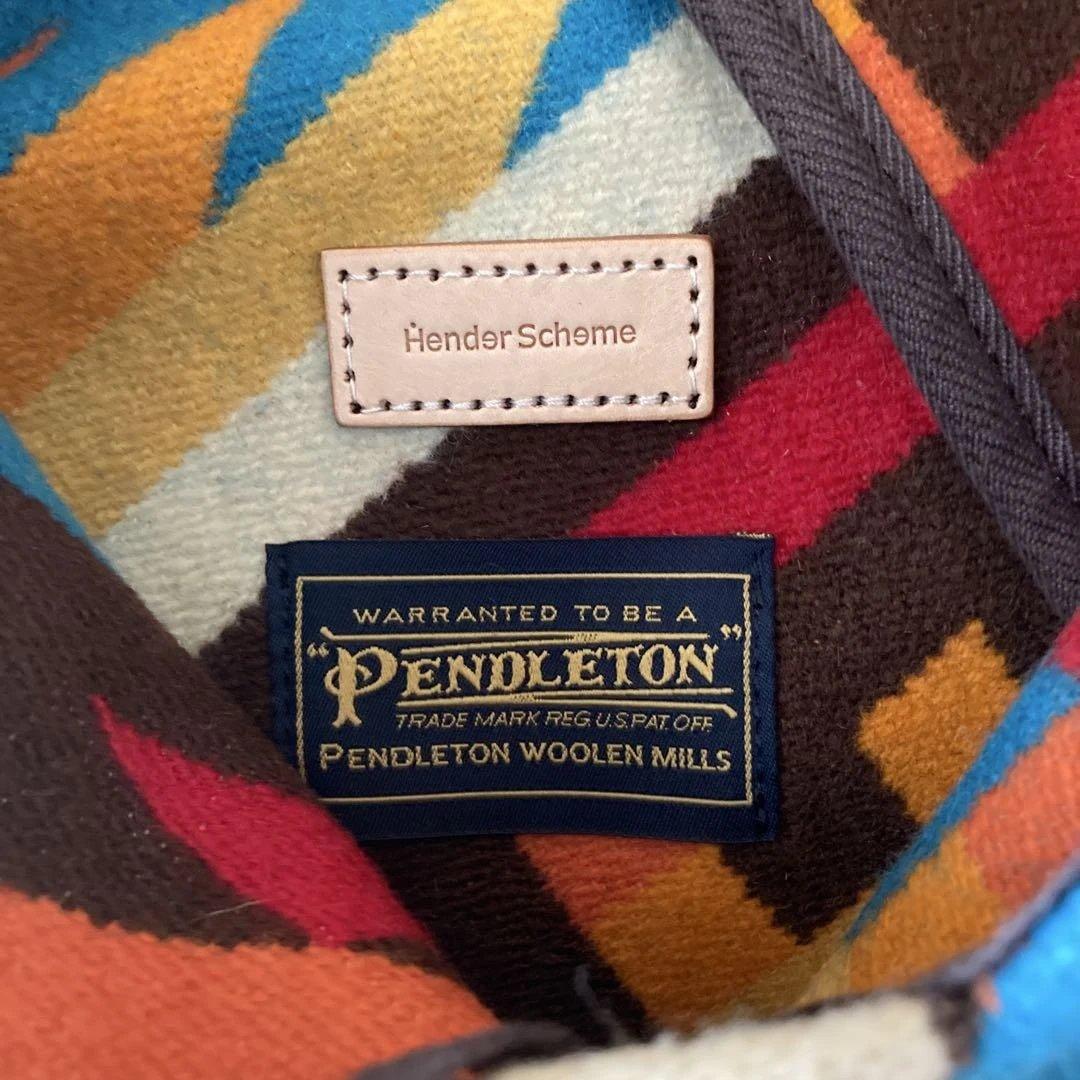 Hender Scheme
WARRANTED TO BE A
"PENDLETON"
TRADE MARK REG. U.S. PAT. OFF.
PENDLETON WOOLEN MILLS